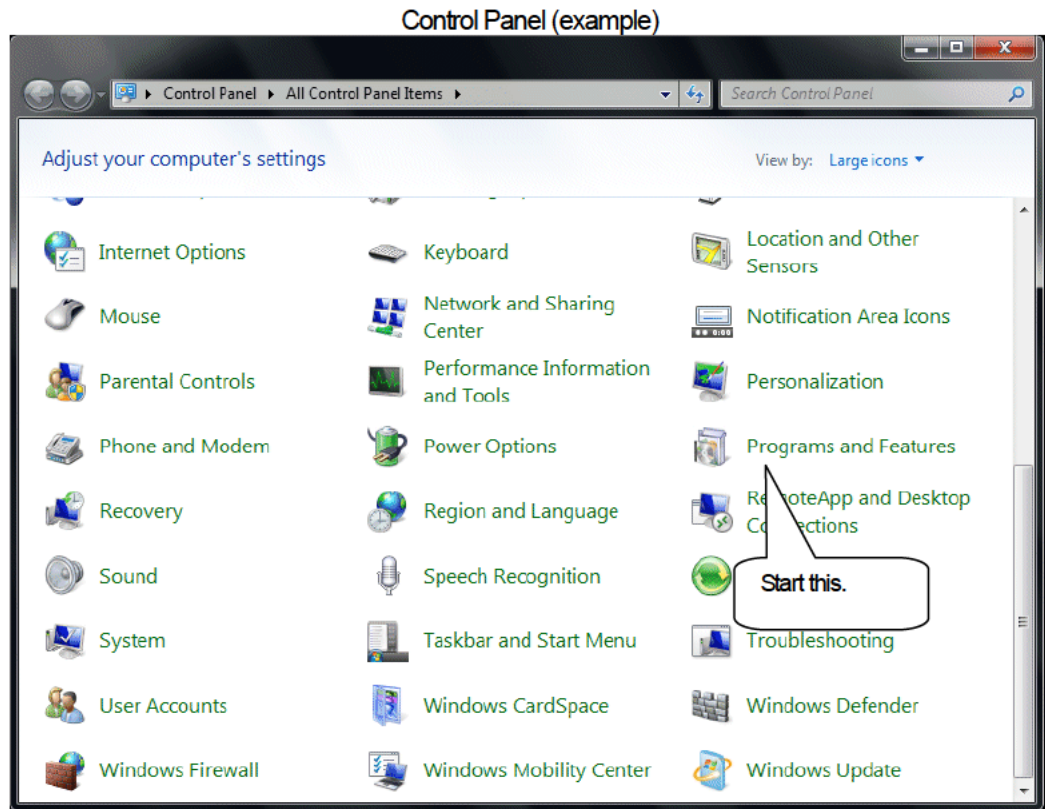 Control Panel (example)
Control Panel All Control Panel Items
Search Control Panel
Adjust your computer's settings
View by: Large icons
Internet Options
Keyboard
Location and Other
Sensors
Mouse
Network and Sharing
Center
Notification Area Icons
Parental Controls
Performance Information
and Tools
Personalization
Phone and Modem
Power Options
Programs and Features
Recovery
Region and Language
and Desktop
Sound
Speech Recognition
Start this.
System
Taskbar and Start Menu
Troubleshooting
User Accounts
Windows CardSpace
Windows Defender
Windows Firewall
Windows Mobility Center
Windows Update